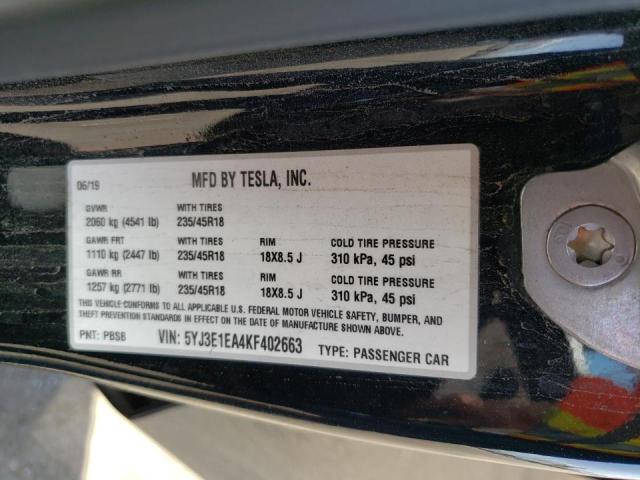 06/19 MFD BY TESLA, INC.
GVWR WITH TIRES
2060 kg (4541 lb) 235/45R18
GAWR FRT WITH TIRES RIM COLD TIRE PRESSURE
1110 kg (2447 lb) 235/45R18 18X8.5 J 310 kPa, 45 psi
GAWR RR WITH TIRES RIM COLD TIRE PRESSURE
1257 kg (2771 lb) 235/45R18 18X8.5 J 310 kPa, 45 psi
THIS VEHICLE CONFORMS TO ALL APPLICABLE U.S. FEDERAL MOTOR VEHICLE SAFETY, BUMPER, AND
THEFT PREVENTION STANDARDS IN EFFECT ON THE DATE OF MANUFACTURE SHOWN ABOVE.
PNT: PBSB VIN: 5YJ3E1EA4KF402663 TYPE: PASSENGER CAR